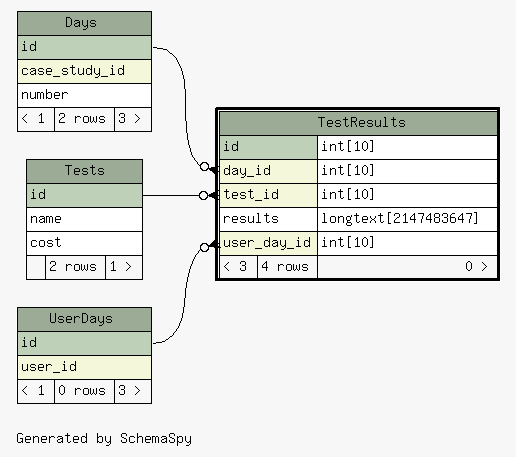 Days
id
case_study_id
number
< 1 2 rows 3 >
Tests
id
name
cost
2 rows 1 >
UserDays
id
user_id
< 1 0 rows 3 >
TestResults
id int[10]
day_id int[10]
test_id int[10]
results longtext[2147483647]
user_day_id int[10]
< 3 4 rows 0 >
Generated by SchemaSpy